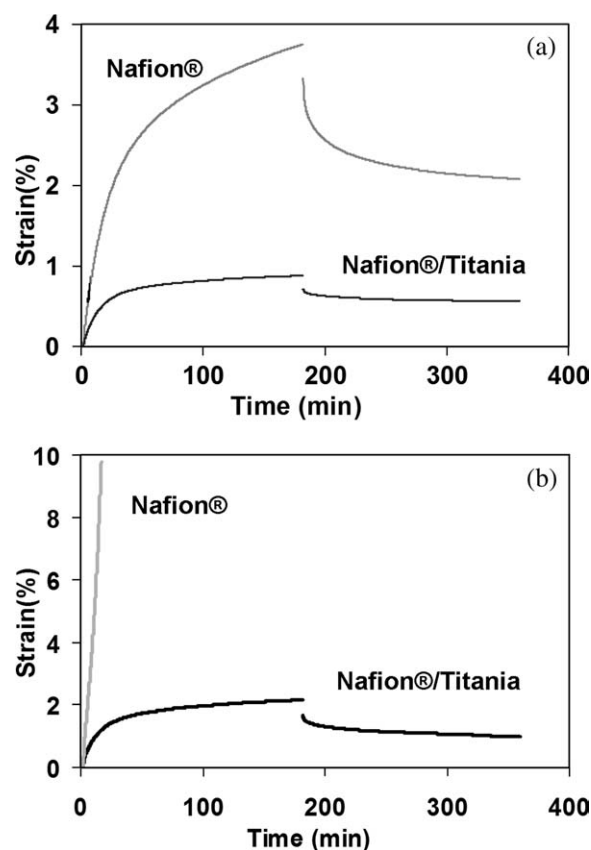 (a)
Nafion®
Nafion®/Titania
Strain(%)
4
3
2
1
0
0 100 200 300 400
Time (min)
(b)
Nafion®
Nafion®/Titania
Strain(%)
10
8
6
4
2
0
0 100 200 300 400
Time (min)